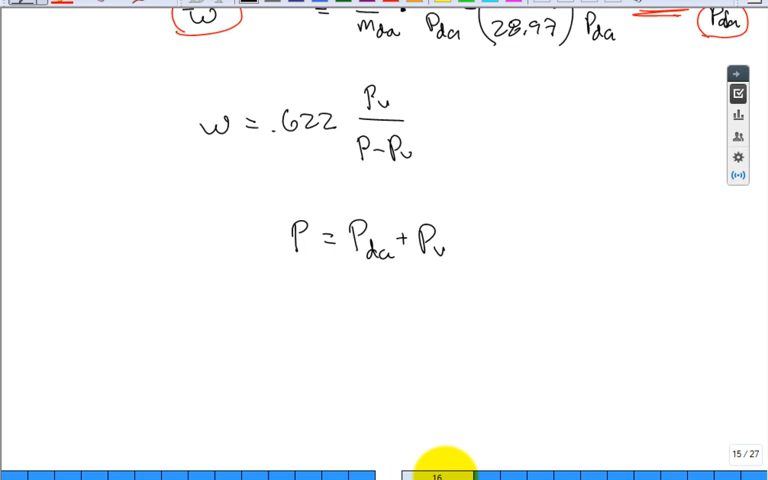 ω = m_da P_da (28.97) P_da P_da
ω = .622 P_v / (P − P_v)
P = P_da + P_v
15 / 27
16